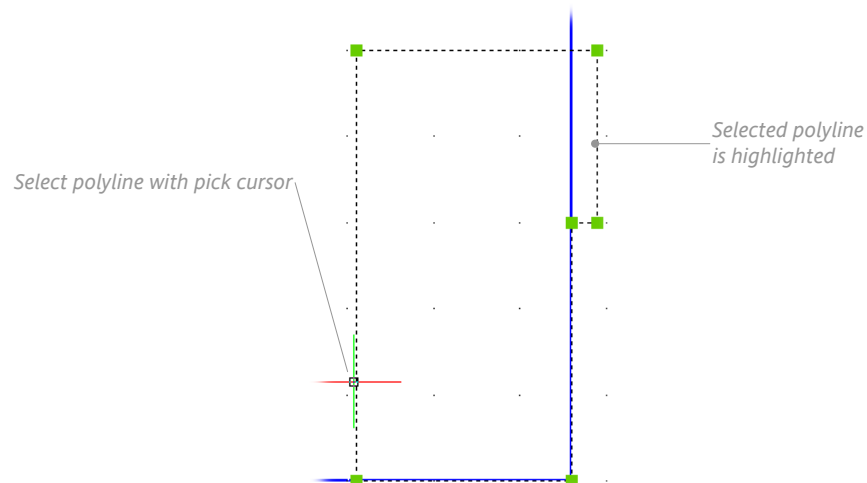 Selected polyline
is highlighted
Select polyline with pick cursor